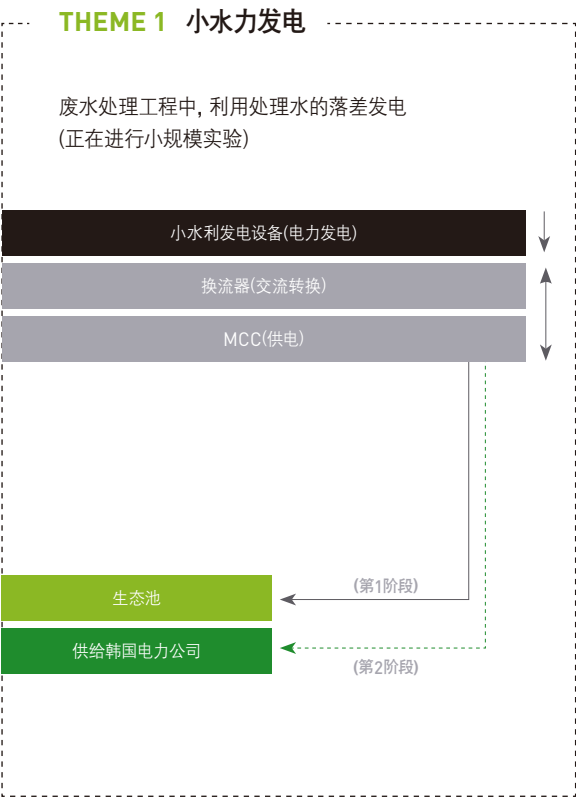 THEME 1 小水力发电
废水处理工程中, 利用处理水的落差发电
(正在进行小规模实验)
小水利发电设备(电力发电)
换流器(交流转换)
MCC(供电)
(第1阶段)
生态池
供给韩国电力公司
(第2阶段)